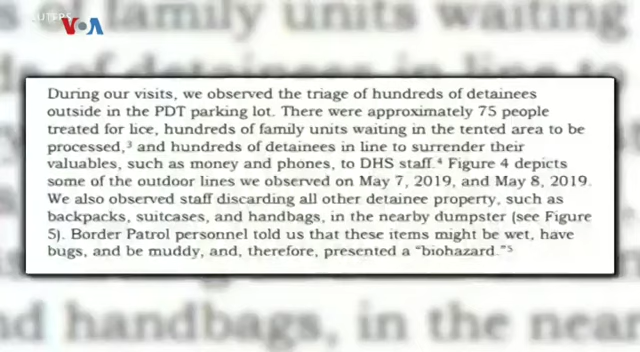 s of family units waiting
REUTERS
VOA
During our visits, we observed the triage of hundreds of detainees
outside in the PDT parking lot. There were approximately 75 people
treated for lice, hundreds of family units waiting in the tented area to be
processed,³ and hundreds of detainees in line to surrender their
valuables, such as money and phones, to DHS staff.⁴ Figure 4 depicts
some of the outdoor lines we observed on May 7, 2019, and May 8, 2019.
We also observed staff discarding all other detainee property, such as
backpacks, suitcases, and handbags, in the nearby dumpster (see Figure
5). Border Patrol personnel told us that these items might be wet, have
bugs, and be muddy, and, therefore, presented a “biohazard.”⁵
nd handbags, in the near